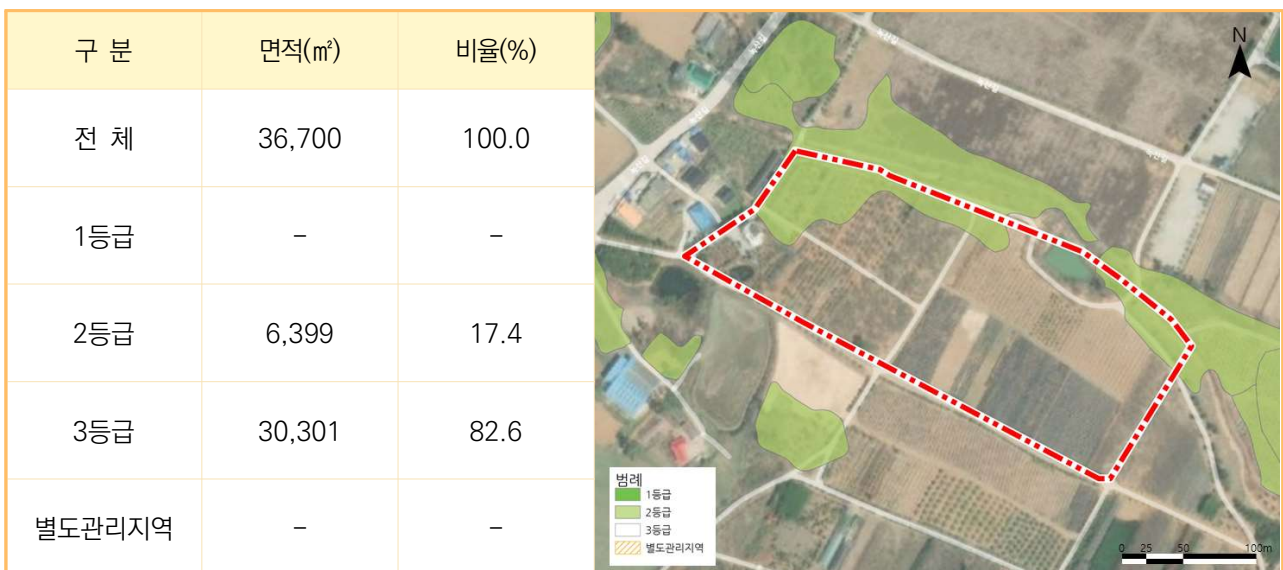 구 분 면적(㎡) 비율(%)
전 체 36,700 100.0
1등급 – –
2등급 6,399 17.4
3등급 30,301 82.6
별도관리지역 – –
N
범례
1등급
2등급
3등급
별도관리지역
0 25 50 100m